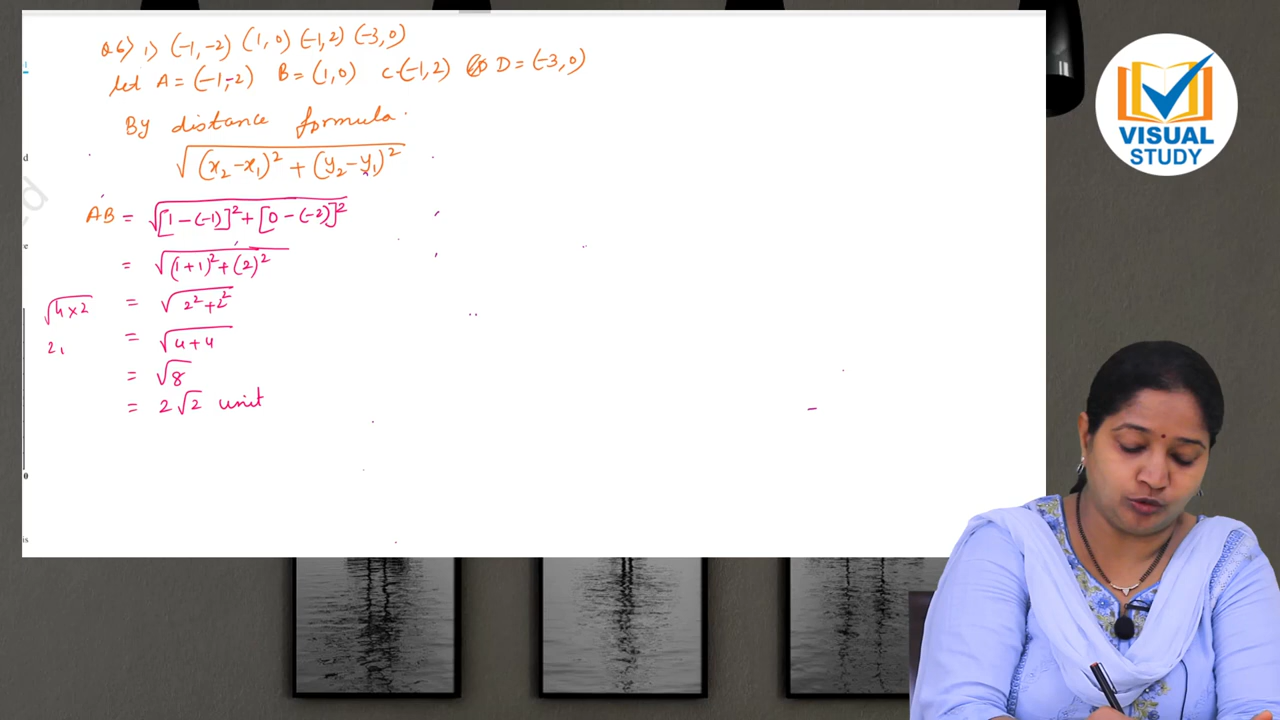 Q6) i) (-1,-2) (1,0) (-1,2) (-3,0)
let A = (-1,-2) B = (1,0) C-(-1,2) D = (-3,0)
By distance formula.
√(x₂-x₁)² + (y₂-y₁)²
AB = √[1-(-1)]² + [0-(-2)]²
= √(1+1)² + (2)²
= √2²+2²
= √4+4
= √8
= 2√2 unit
√4×2
2
VISUAL
STUDY